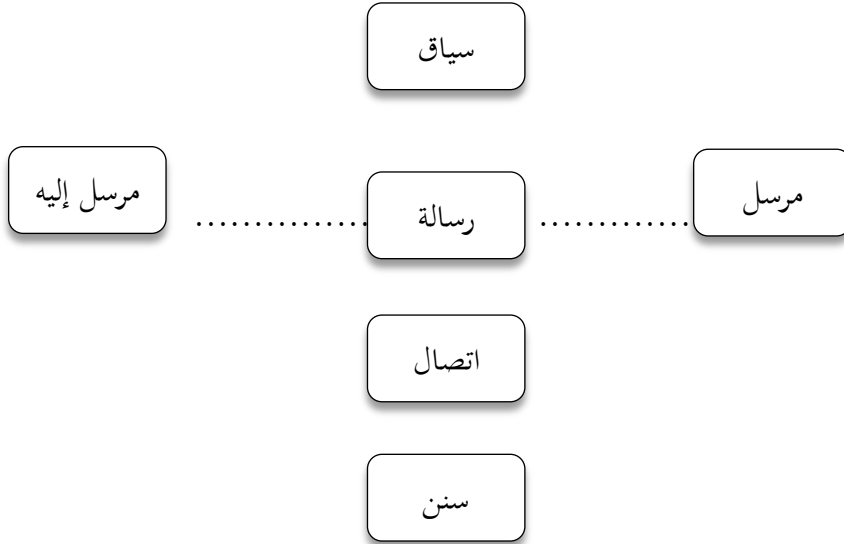 سياق
مرسل
رسالة
مرسل إليه
اتصال
سنن